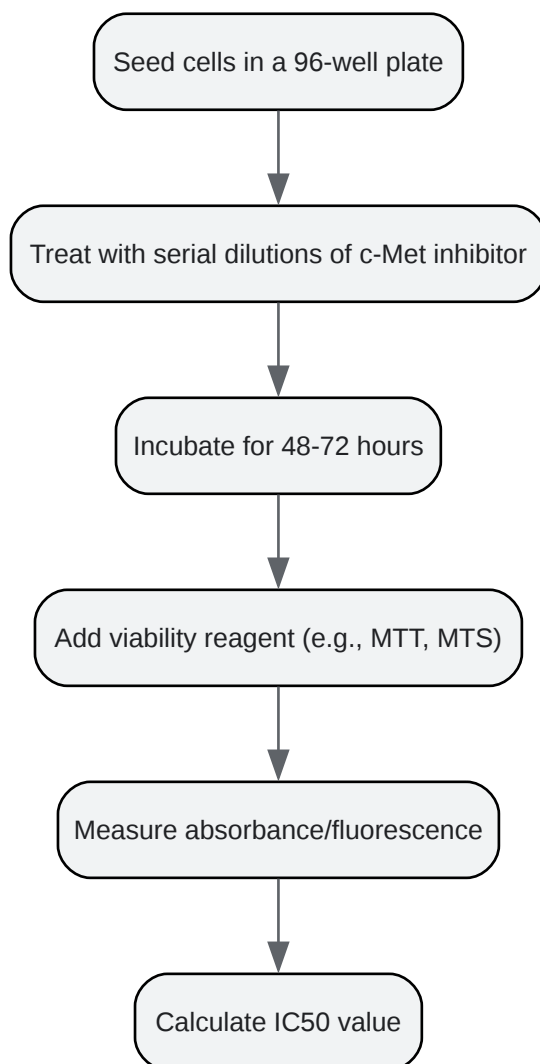 Seed cells in a 96-well plate
Treat with serial dilutions of c-Met inhibitor
Incubate for 48-72 hours
Add viability reagent (e.g., MTT, MTS)
Measure absorbance/fluorescence
Calculate IC50 value